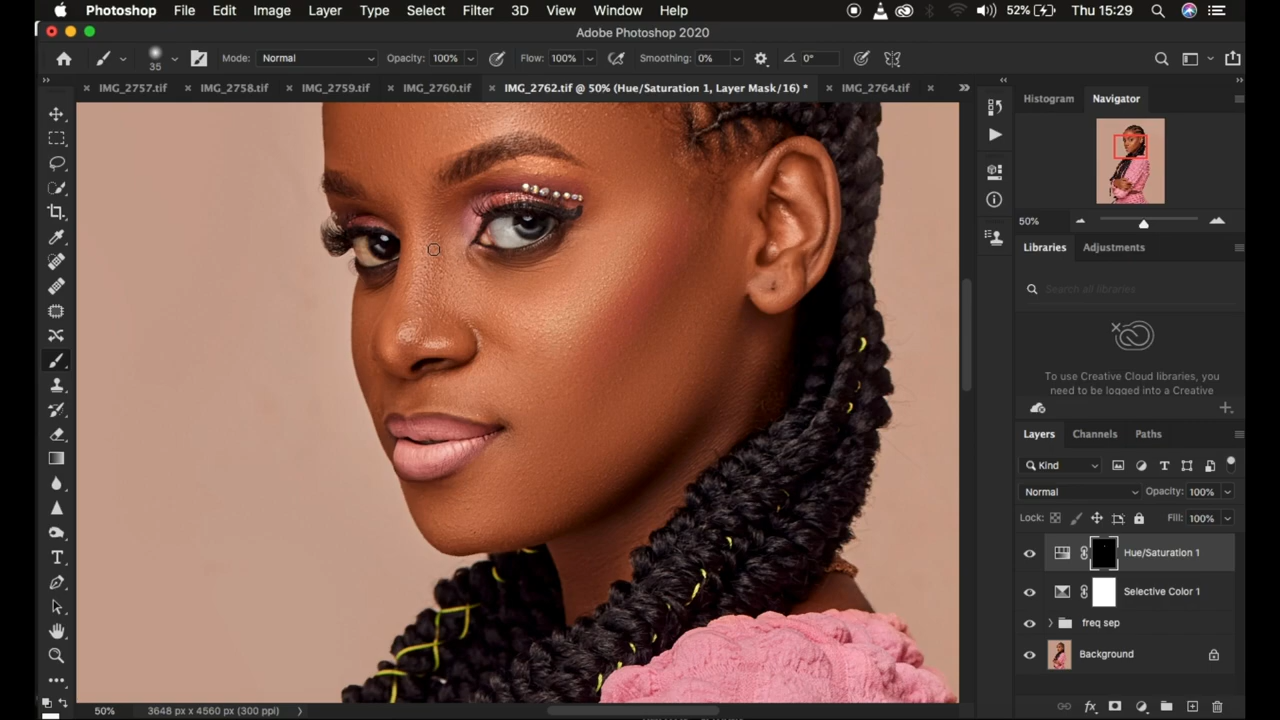 Photoshop File Edit Image Layer Type Select Filter 3D View Window Help 52% Thu 15:29
Adobe Photoshop 2020
35 Mode: Normal Opacity: 100% Flow: 100% Smoothing: 0% 0°
IMG_2757.tif IMG_2758.tif IMG_2759.tif IMG_2760.tif IMG_2762.tif @ 50% (Hue/Saturation 1, Layer Mask/16) * IMG_2764.tif
Histogram Navigator
50%
Libraries Adjustments
Search all libraries
To use Creative Cloud libraries, you
need to be logged into a Creative
Layers Channels Paths
Kind
Normal Opacity: 100%
Lock: Fill: 100%
Hue/Saturation 1
Selective Color 1
freq sep
Background
50% 3648 px x 4560 px (300 ppi)